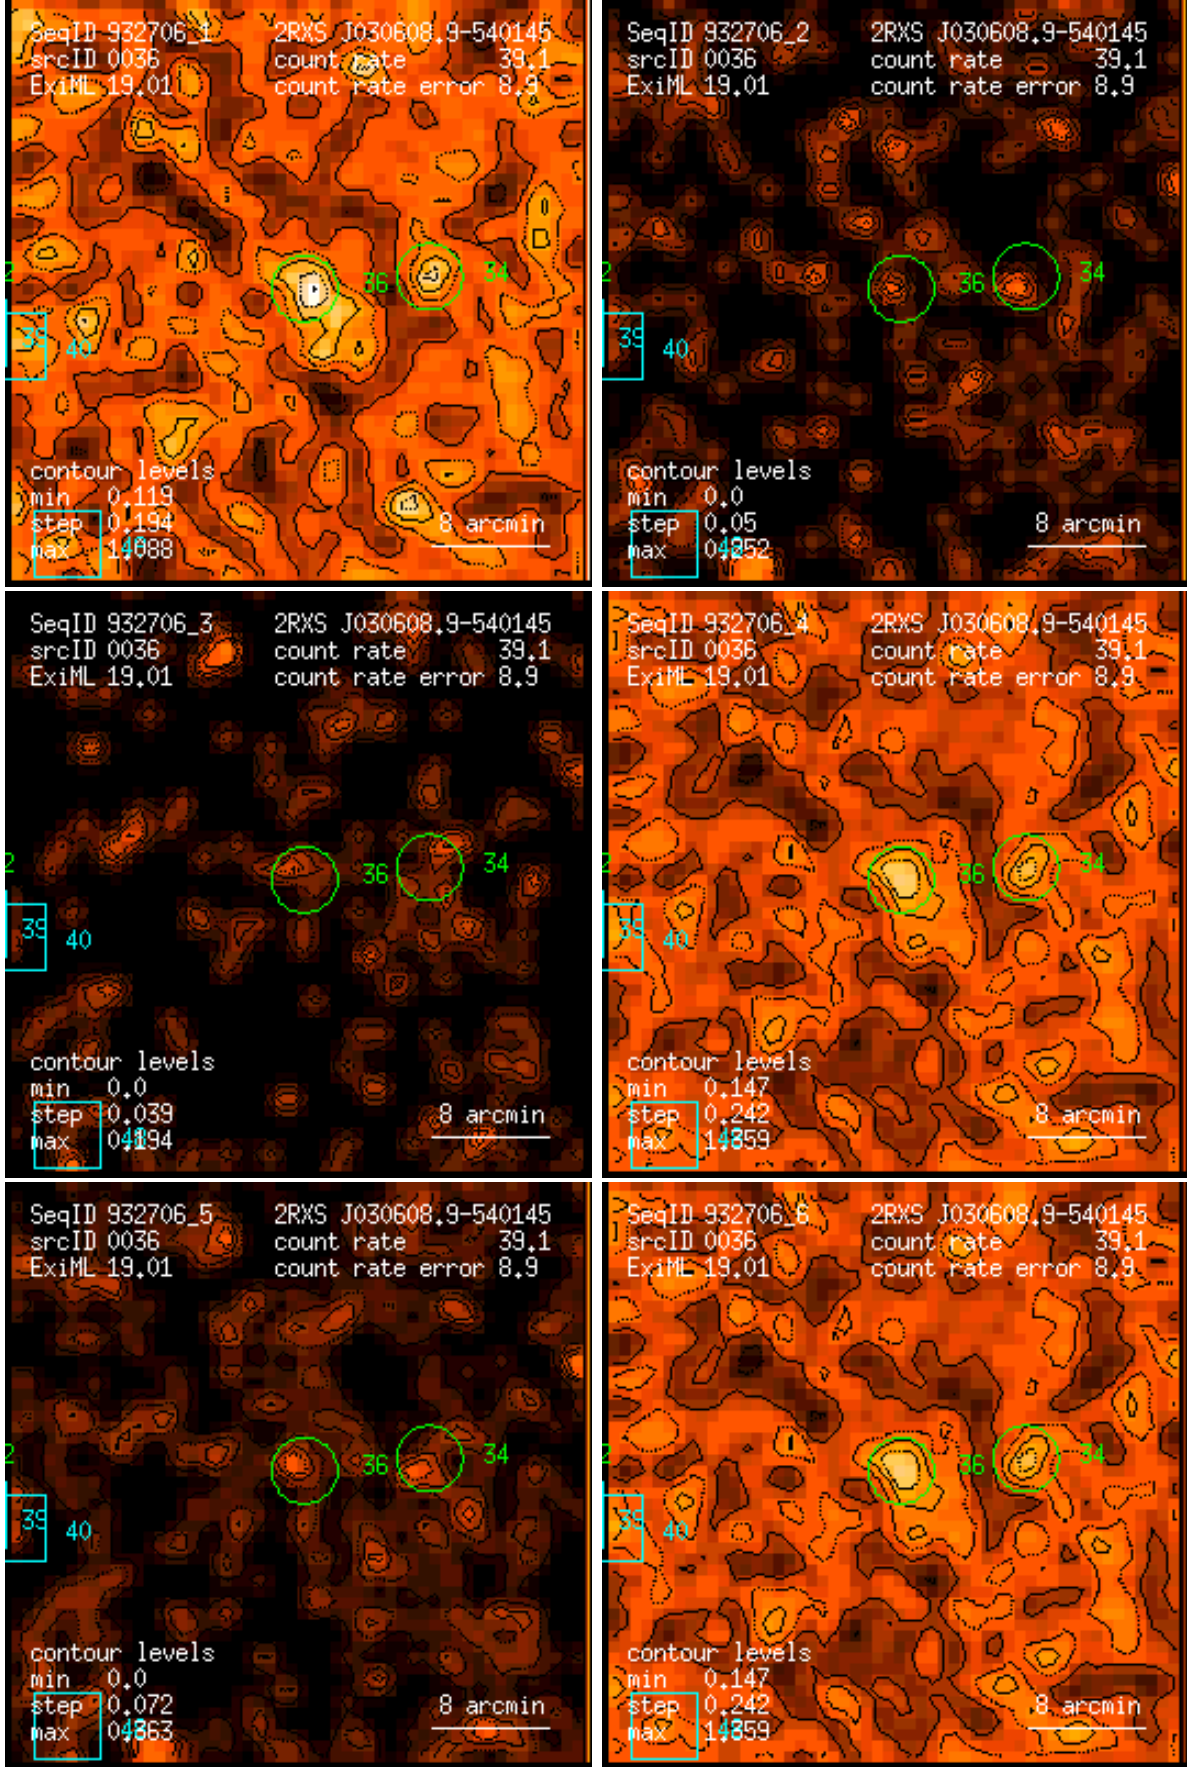 SeqID 932706_1 2RXS J030608.9-540145
srcID 0036 count rate 39.1
ExiML 19.01 count rate error 8.9
36 34
2
39 40
contour levels
min 0.119
step 0.194 8 arcmin
max
SeqID 932706_2 2RXS J030608.9-540145
srcID 0036 count rate 39.1
ExiML 19.01 count rate error 8.9
36 34
39 40
contour levels
min 0.0
step 0.05 8 arcmin
max
SeqID 932706_3 2RXS J030608.9-540145
srcID 0036 count rate 39.1
ExiML 19.01 count rate error 8.9
36 34
2
39 40
contour levels
min 0.0
step 0.039 8 arcmin
max
SeqID 932706_4 2RXS J030608.9-540145
srcID 0036 count rate 39.1
ExiML 19.01 count rate error 8.9
36 34
39 40
contour levels
min 0.147
step 0.242 8 arcmin
max
SeqID 932706_5 2RXS J030608.9-540145
srcID 0036 count rate 39.1
ExiML 19.01 count rate error 8.9
36 34
2
39 40
contour levels
min 0.0
step 0.072 8 arcmin
max
SeqID 932706_6 2RXS J030608.9-540145
srcID 0036 count rate 39.1
ExiML 19.01 count rate error 8.9
36 34
39 40
contour levels
min 0.147
step 0.242 8 arcmin
max